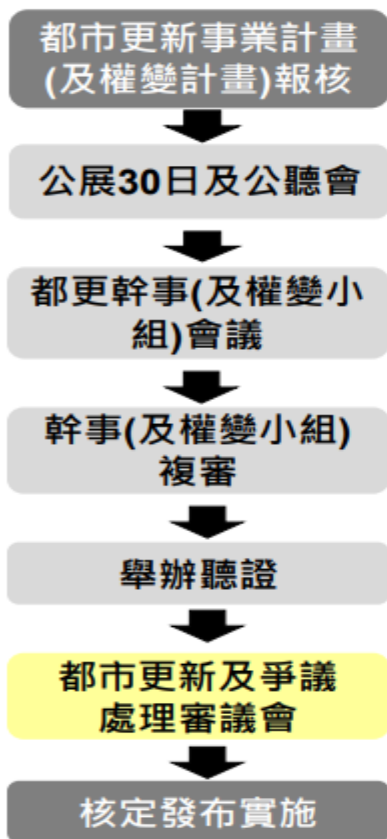 都市更新事業計畫
(及權變計畫)報核
公展30日及公聽會
都更幹事(及權變小
組)會議
幹事(及權變小組)
複審
舉辦聽證
都市更新及爭議
處理審議會
核定發布實施